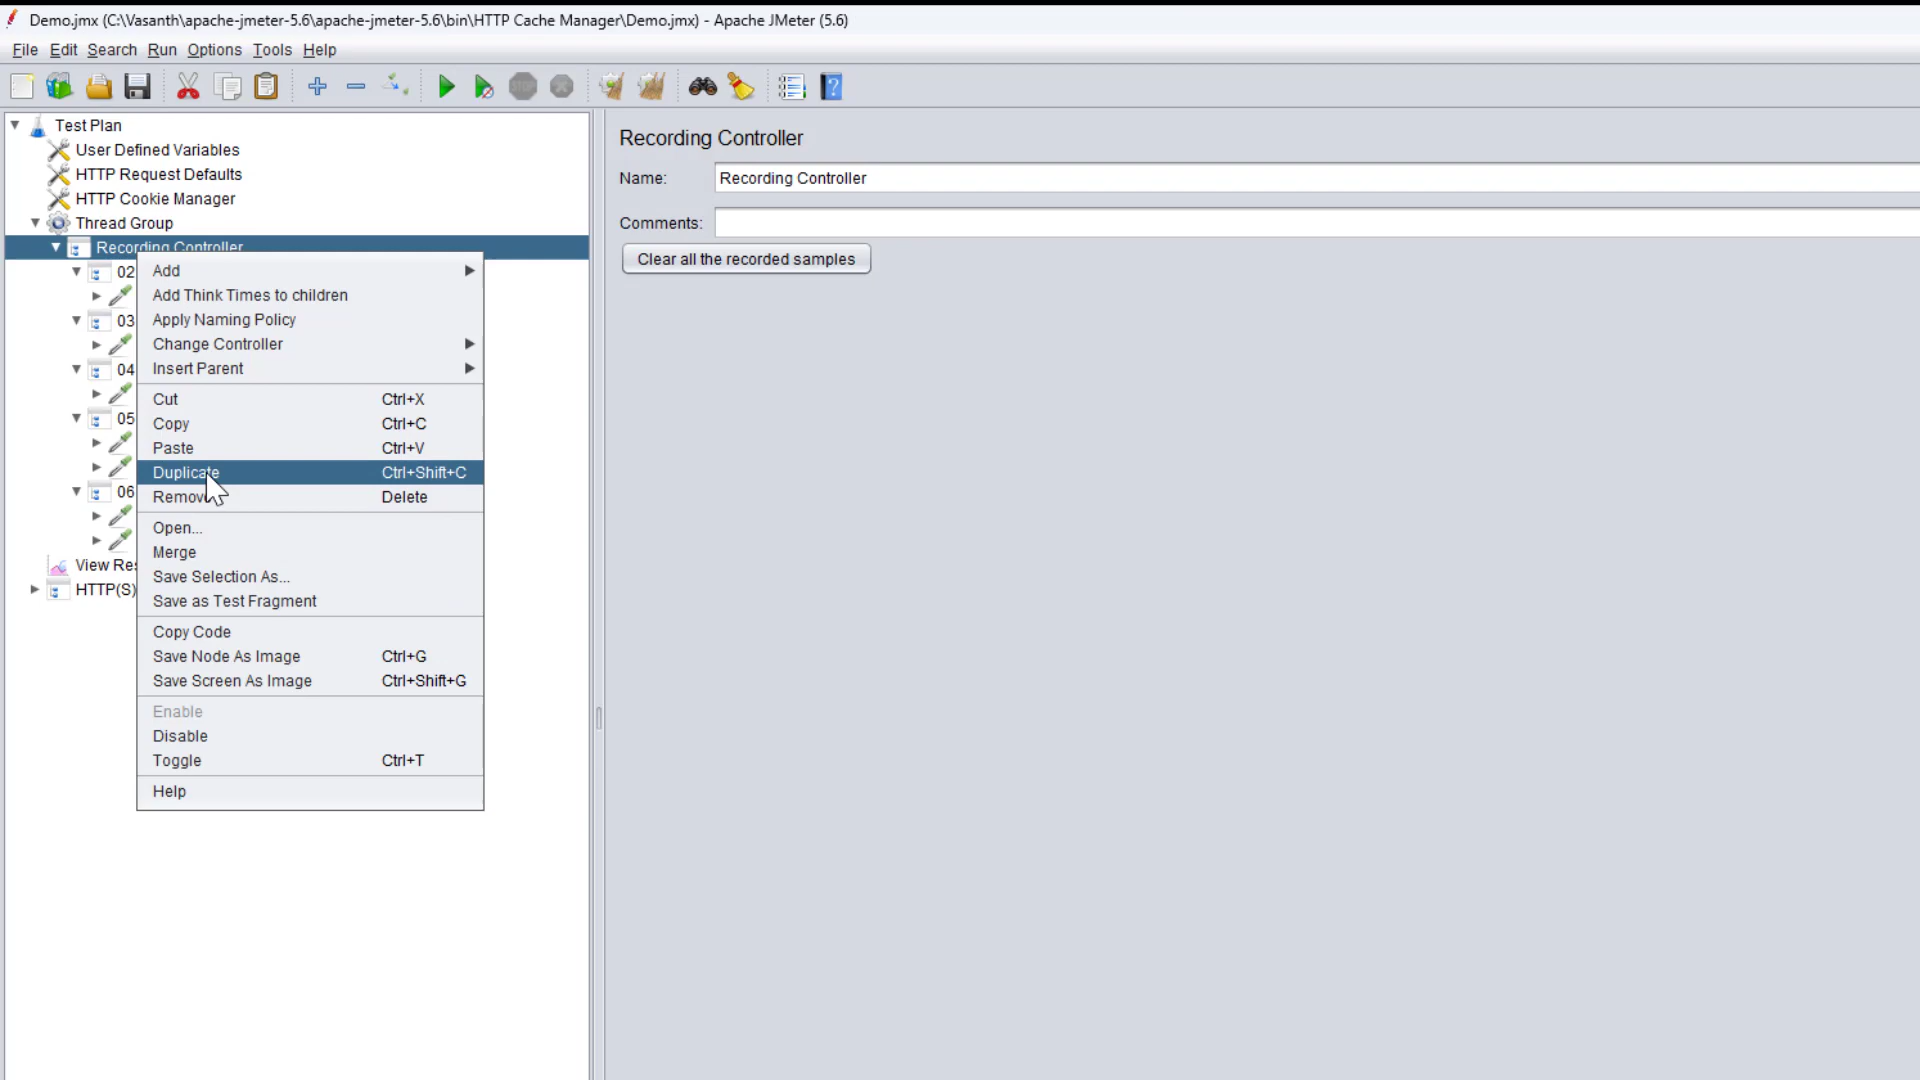 Demo.jmx (C:\Vasanth\apache-jmeter-5.6\apache-jmeter-5.6\bin\HTTP Cache Manager\Demo.jmx) - Apache JMeter (5.6)
File Edit Search Run Options Tools Help
STOP
Test Plan
User Defined Variables
HTTP Request Defaults
HTTP Cookie Manager
Thread Group
Recording Controller
02
03
04
05
06
View Res
HTTP(S)
Add
Add Think Times to children
Apply Naming Policy
Change Controller
Insert Parent
Cut Ctrl+X
Copy Ctrl+C
Paste Ctrl+V
Duplicate Ctrl+Shift+C
Remove Delete
Open...
Merge
Save Selection As...
Save as Test Fragment
Copy Code
Save Node As Image Ctrl+G
Save Screen As Image Ctrl+Shift+G
Enable
Disable
Toggle Ctrl+T
Help
Recording Controller
Name: Recording Controller
Comments:
Clear all the recorded samples